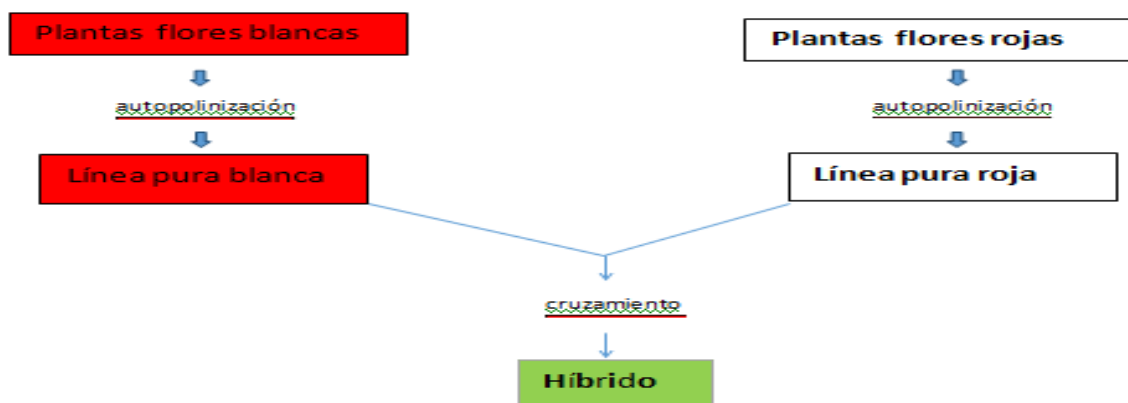 Plantas flores blancas
Plantas flores rojas
autopolinización
autopolinización
Línea pura blanca
Línea pura roja
cruzamiento
Híbrido